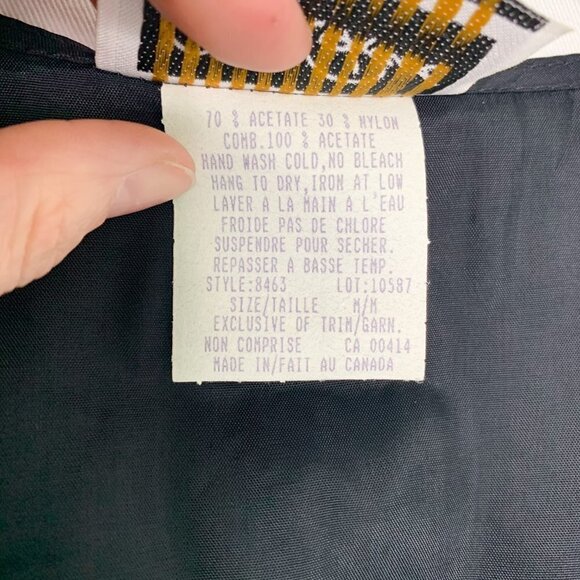 70 % ACETATE 30 % NYLON
COMB.100 % ACETATE
HAND WASH COLD,NO BLEACH
HANG TO DRY,IRON AT LOW
LAVER A LA MAIN A L'EAU
FROIDE PAS DE CHLORE
SUSPENDRE POUR SECHER.
REPASSER A BASSE TEMP.
STYLE:8463 LOT:10587
SIZE/TAILLE M/M
EXCLUSIVE OF TRIM/GARN.
NON COMPRISE CA 00414
MADE IN/FAIT AU CANADA